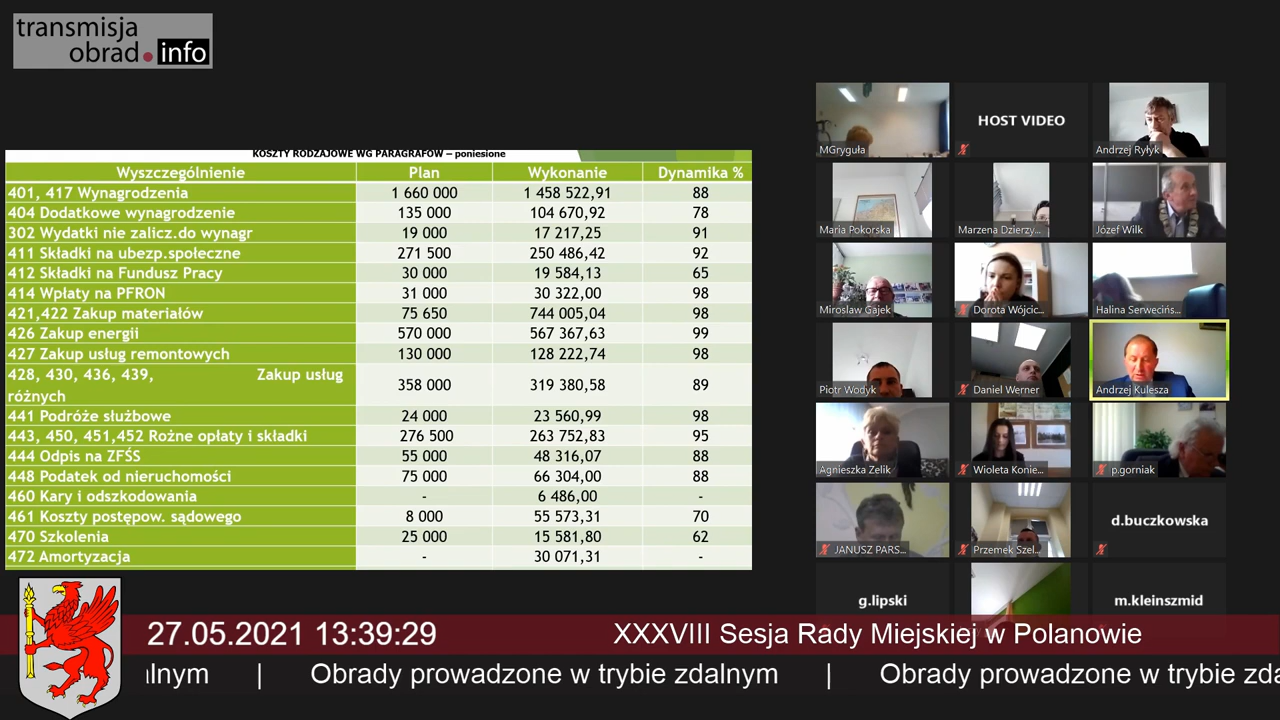 transmisja
obrad.info
KOSZTY RODZAJOWE WG PARAGRAFÓW – poniesione
Wyszczególnienie Plan Wykonanie Dynamika %
401, 417 Wynagrodzenia 1 660 000 1 458 522,91 88
404 Dodatkowe wynagrodzenie 135 000 104 670,92 78
302 Wydatki nie zalicz.do wynagr 19 000 17 217,25 91
411 Składki na ubezp.społeczne 271 500 250 486,42 92
412 Składki na Fundusz Pracy 30 000 19 584,13 65
414 Wpłaty na PFRON 31 000 30 322,00 98
421,422 Zakup materiałów 75 650 744 005,04 98
426 Zakup energii 570 000 567 367,63 99
427 Zakup usług remontowych 130 000 128 222,74 98
428, 430, 436, 439, Zakup usług
różnych 358 000 319 380,58 89
441 Podróże służbowe 24 000 23 560,99 98
443, 450, 451,452 Rożne opłaty i składki 276 500 263 752,83 95
444 Odpis na ZFŚS 55 000 48 316,07 88
448 Podatek od nieruchomości 75 000 66 304,00 88
460 Kary i odszkodowania - 6 486,00 -
461 Koszty postępow. sądowego 8 000 55 573,31 70
470 Szkolenia 25 000 15 581,80 62
472 Amortyzacja - 30 071,31 -
MGryguła
HOST VIDEO
Andrzej Ryłyk
Maria Pokorska
Marzena Dzierzy...
Józef Wilk
Miroslaw Gajek
Dorota Wójcic...
Halina Serwecińs...
Piotr Wodyk
Daniel Werner
Andrzej Kulesza
Agnieszka Zelik
Wioleta Konie...
p.gorniak
JANUSZ PARS...
Przemek Szel...
d.buczkowska
g.lipski
m.kleinszmid
27.05.2021 13:39:29 XXXVIII Sesja Rady Miejskiej w Polanowie
alnym | Obrady prowadzone w trybie zdalnym | Obrady prowadzone w trybie zda